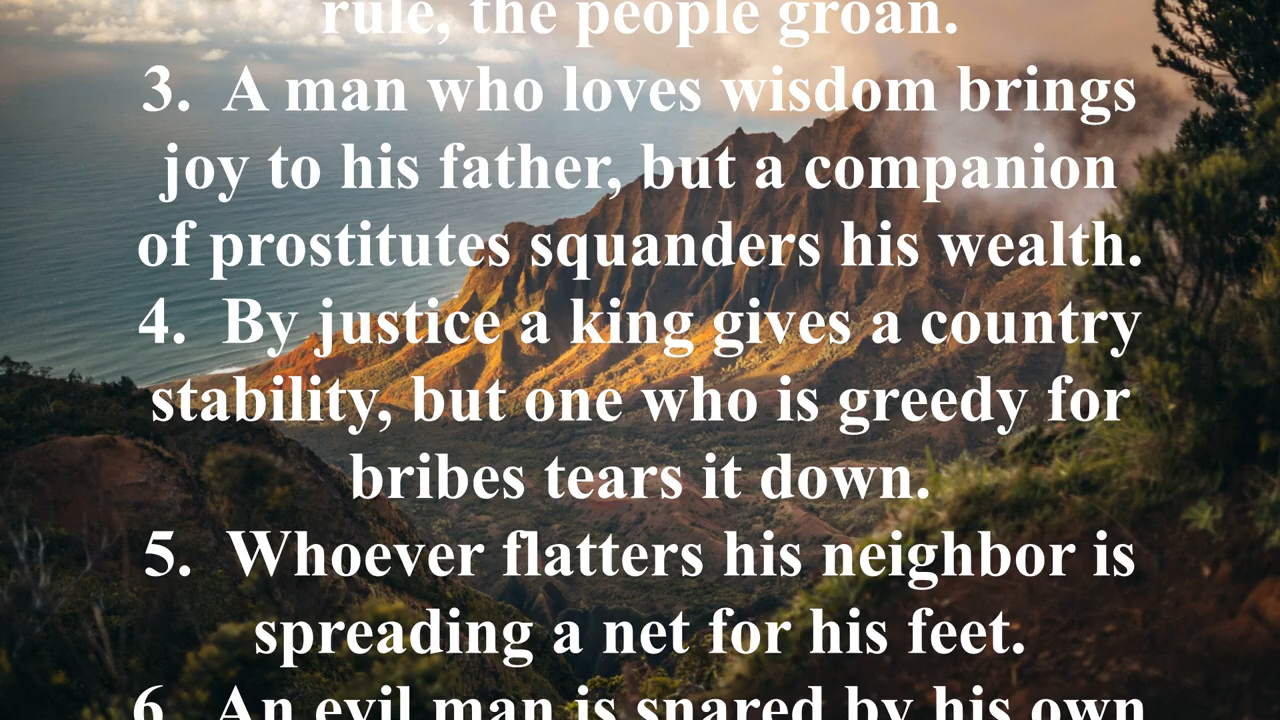 rule, the people groan.
3. A man who loves wisdom brings
joy to his father, but a companion
of prostitutes squanders his wealth.
4. By justice a king gives a country
stability, but one who is greedy for
bribes tears it down.
5. Whoever flatters his neighbor is
spreading a net for his feet.
6. An evil man is snared by his own